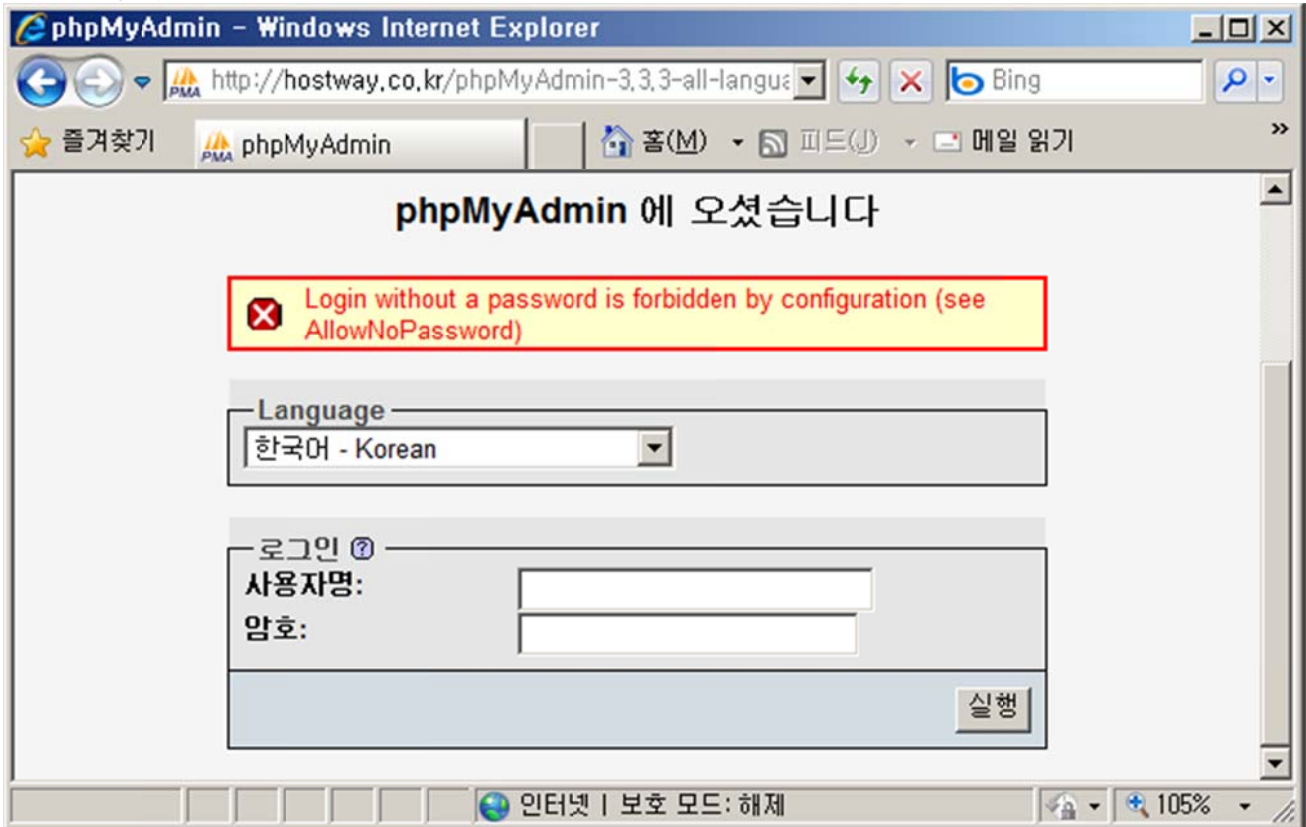 phpMyAdmin - Windows Internet Explorer
PMA http://hostway.co.kr/phpMyAdmin-3.3.3-all-langua Bing
즐겨찾기 PMA phpMyAdmin 홈(M) 피드(J) 메일 읽기 »
phpMyAdmin 에 오셨습니다
Login without a password is forbidden by configuration (see
AllowNoPassword)
Language
한국어 - Korean
로그인 ?
사용자명:
암호:
실행
인터넷 | 보호 모드: 해제 105%